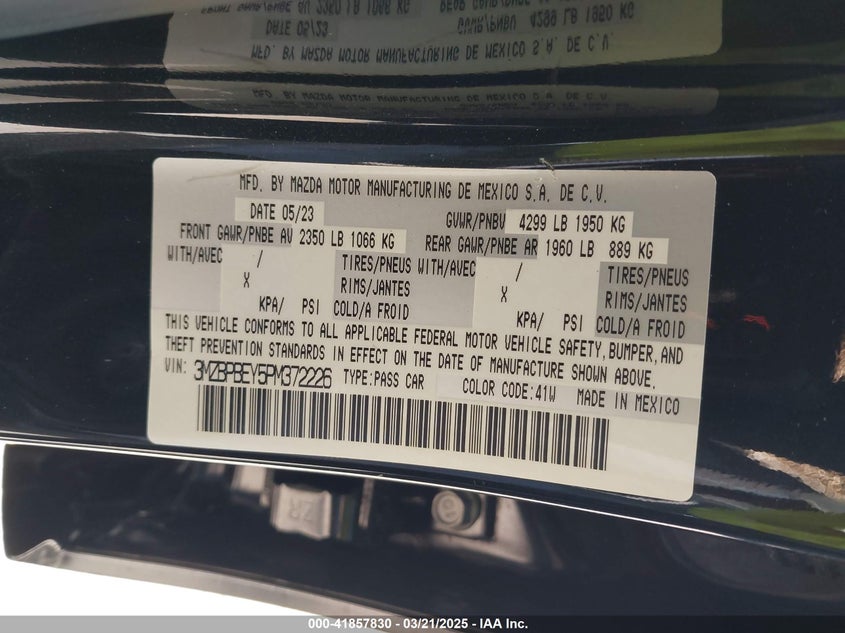 MFD. BY MAZDA MOTOR MANUFACTURING DE MEXICO S.A. DE C.V.
DATE 05/23 GVWR/PNBV 4299 LB 1950 KG
FRONT GAWR/PNBE AV 2350 LB 1066 KG REAR GAWR/PNBE AR 1960 LB 889 KG
WITH/AVEC / TIRES/PNEUS WITH/AVEC / TIRES/PNEUS
X RIMS/JANTES X RIMS/JANTES
KPA/ PSI COLD/A FROID KPA/ PSI COLD/A FROID
THIS VEHICLE CONFORMS TO ALL APPLICABLE FEDERAL MOTOR VEHICLE SAFETY, BUMPER, AND
THEFT PREVENTION STANDARDS IN EFFECT ON THE DATE OF MANUFACTURE SHOWN ABOVE.
VIN: 3MZBPBEY5PM372226 TYPE:PASS CAR COLOR CODE:41W MADE IN MEXICO
000-41857830 - 03/21/2025 - IAA Inc.